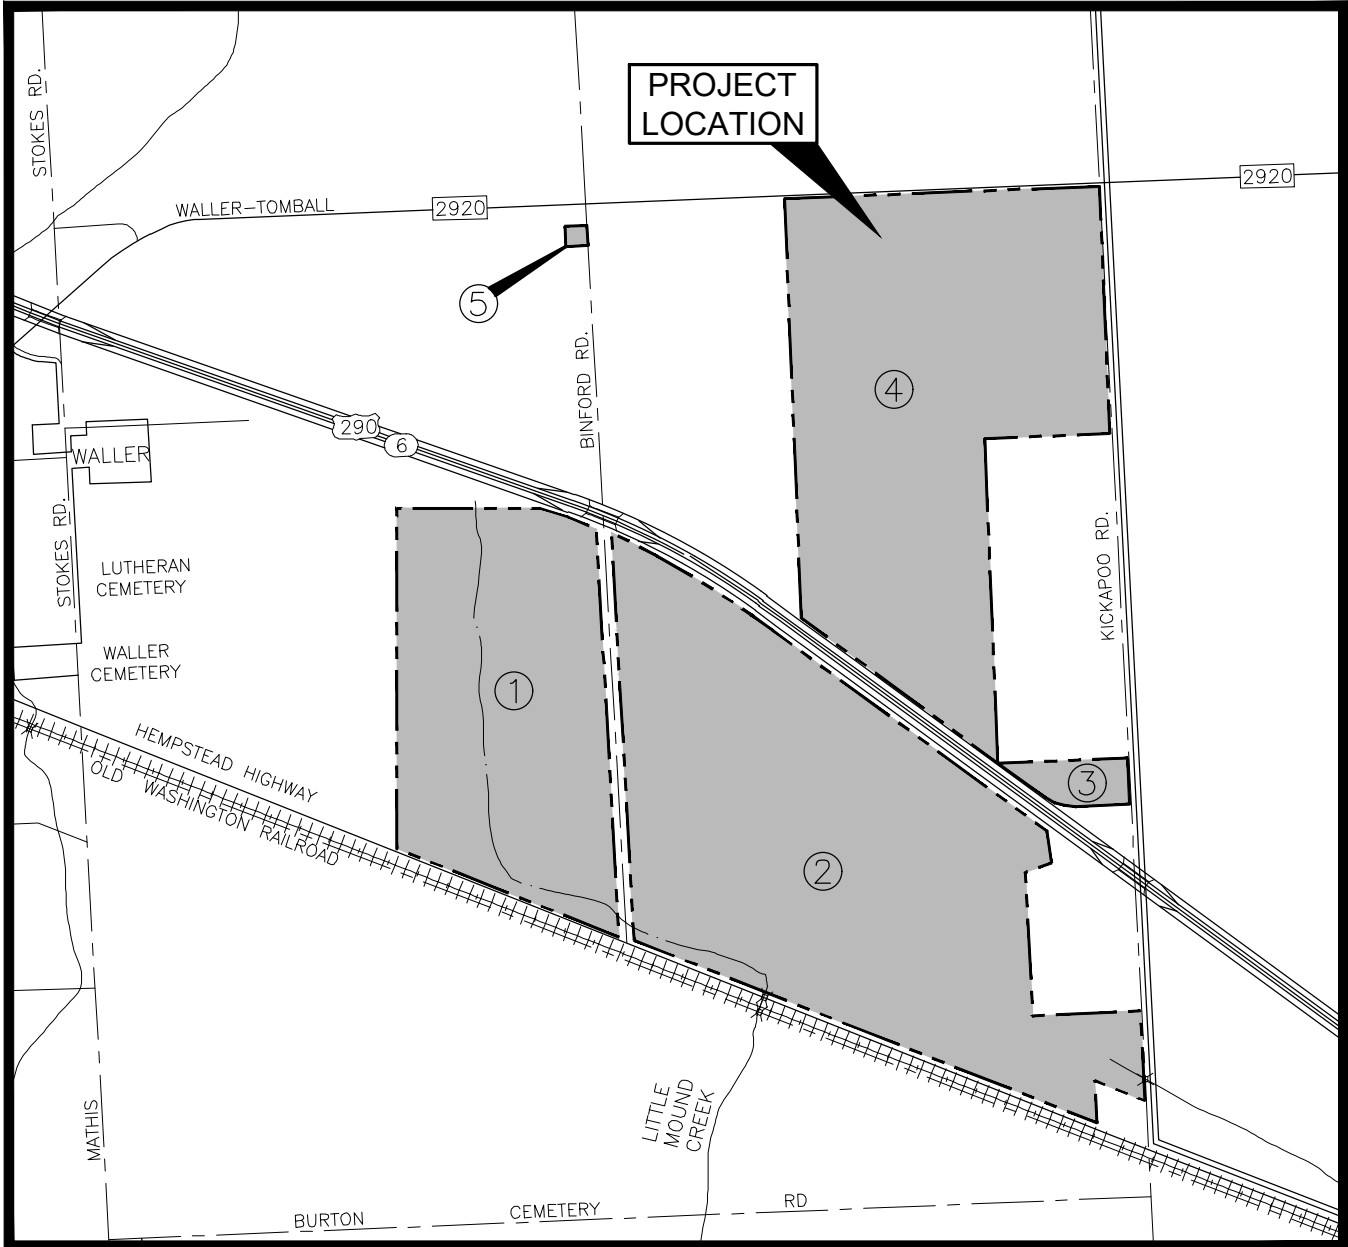 PROJECT
LOCATION
STOKES RD.
WALLER-TOMBALL
2920
2920
5
BINFORD RD.
4
290
6
WALLER
STOKES RD.
LUTHERAN
CEMETERY
KICKAPOO RD.
WALLER
CEMETERY
1
HEMPSTEAD HIGHWAY
OLD WASHINGTON RAILROAD
3
2
MATHIS
LITTLE
MOUND
CREEK
BURTON CEMETERY RD